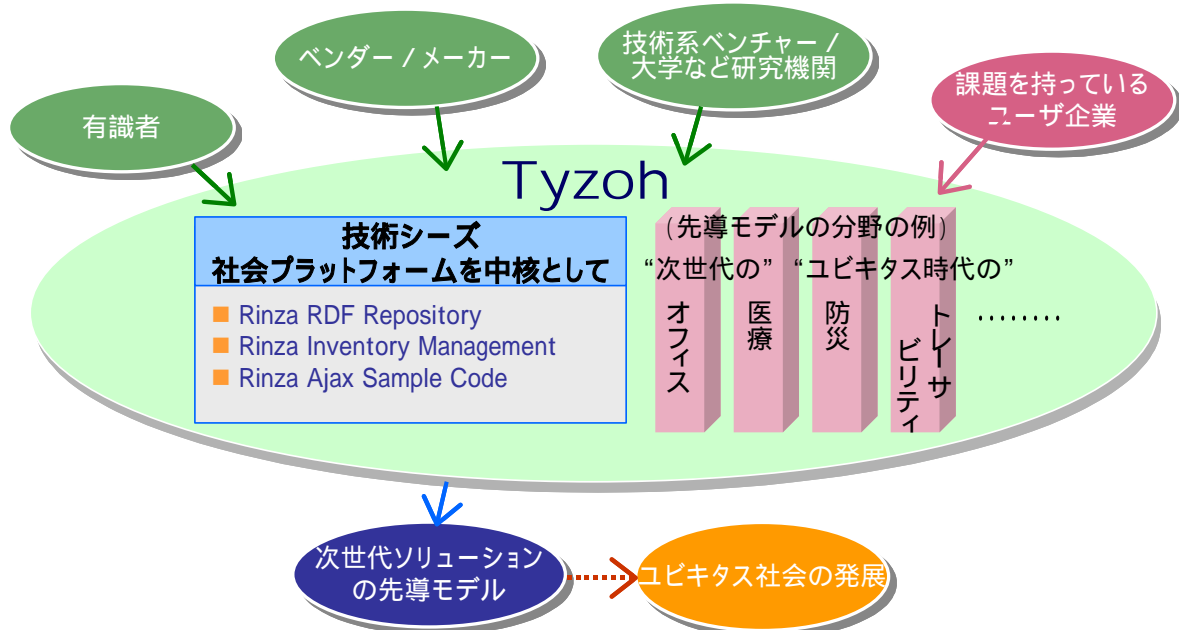 有識者
ベンダー / メーカー
技術系ベンチャー /
大学など研究機関
課題を持っている
ユーザ企業
Tyzoh
技術シーズ
社会プラットフォームを中核として
Rinza RDF Repository
Rinza Inventory Management
Rinza Ajax Sample Code
(先導モデルの分野の例)
“次世代の” “ユビキタス時代の”
オフィス
医療
防災
トレーサ
ビリティ
………
次世代ソリューション
の先導モデル
ユビキタス社会の発展